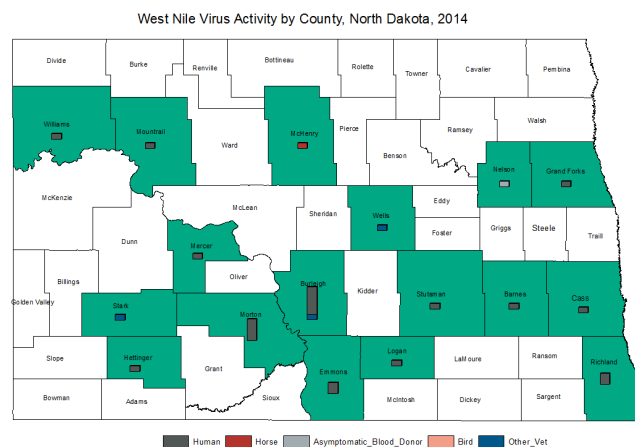 West Nile Virus Activity by County, North Dakota, 2014
Divide
Burke
Renville
Bottineau
Rolette
Towner
Cavalier
Pembina
Williams
Mountrail
Ward
McHenry
Pierce
Benson
Ramsey
Walsh
Nelson
Grand Forks
McKenzie
Dunn
McLean
Sheridan
Wells
Eddy
Foster
Griggs
Steele
Traill
Mercer
Oliver
Golden Valley
Billings
Stark
Morton
Burleigh
Kidder
Stutsman
Barnes
Cass
Slope
Hettinger
Grant
Emmons
Logan
LaMoure
Ransom
Richland
Bowman
Adams
Sioux
McIntosh
Dickey
Sargent
Human Horse Asymptomatic_Blood_Donor Bird Other_Vet